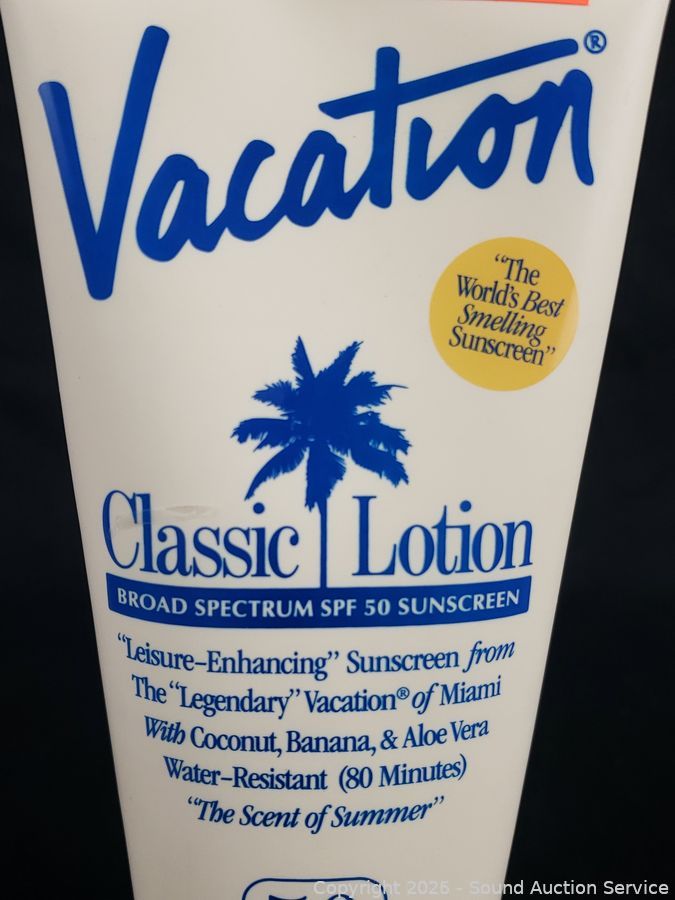 Vacation®
"The
World's Best
Smelling
Sunscreen"
Classic Lotion
BROAD SPECTRUM SPF 50 SUNSCREEN
"Leisure-Enhancing" Sunscreen from
The "Legendary" Vacation® of Miami
With Coconut, Banana, & Aloe Vera
Water-Resistant (80 Minutes)
"The Scent of Summer"
Copyright 2026 - Sound Auction Service